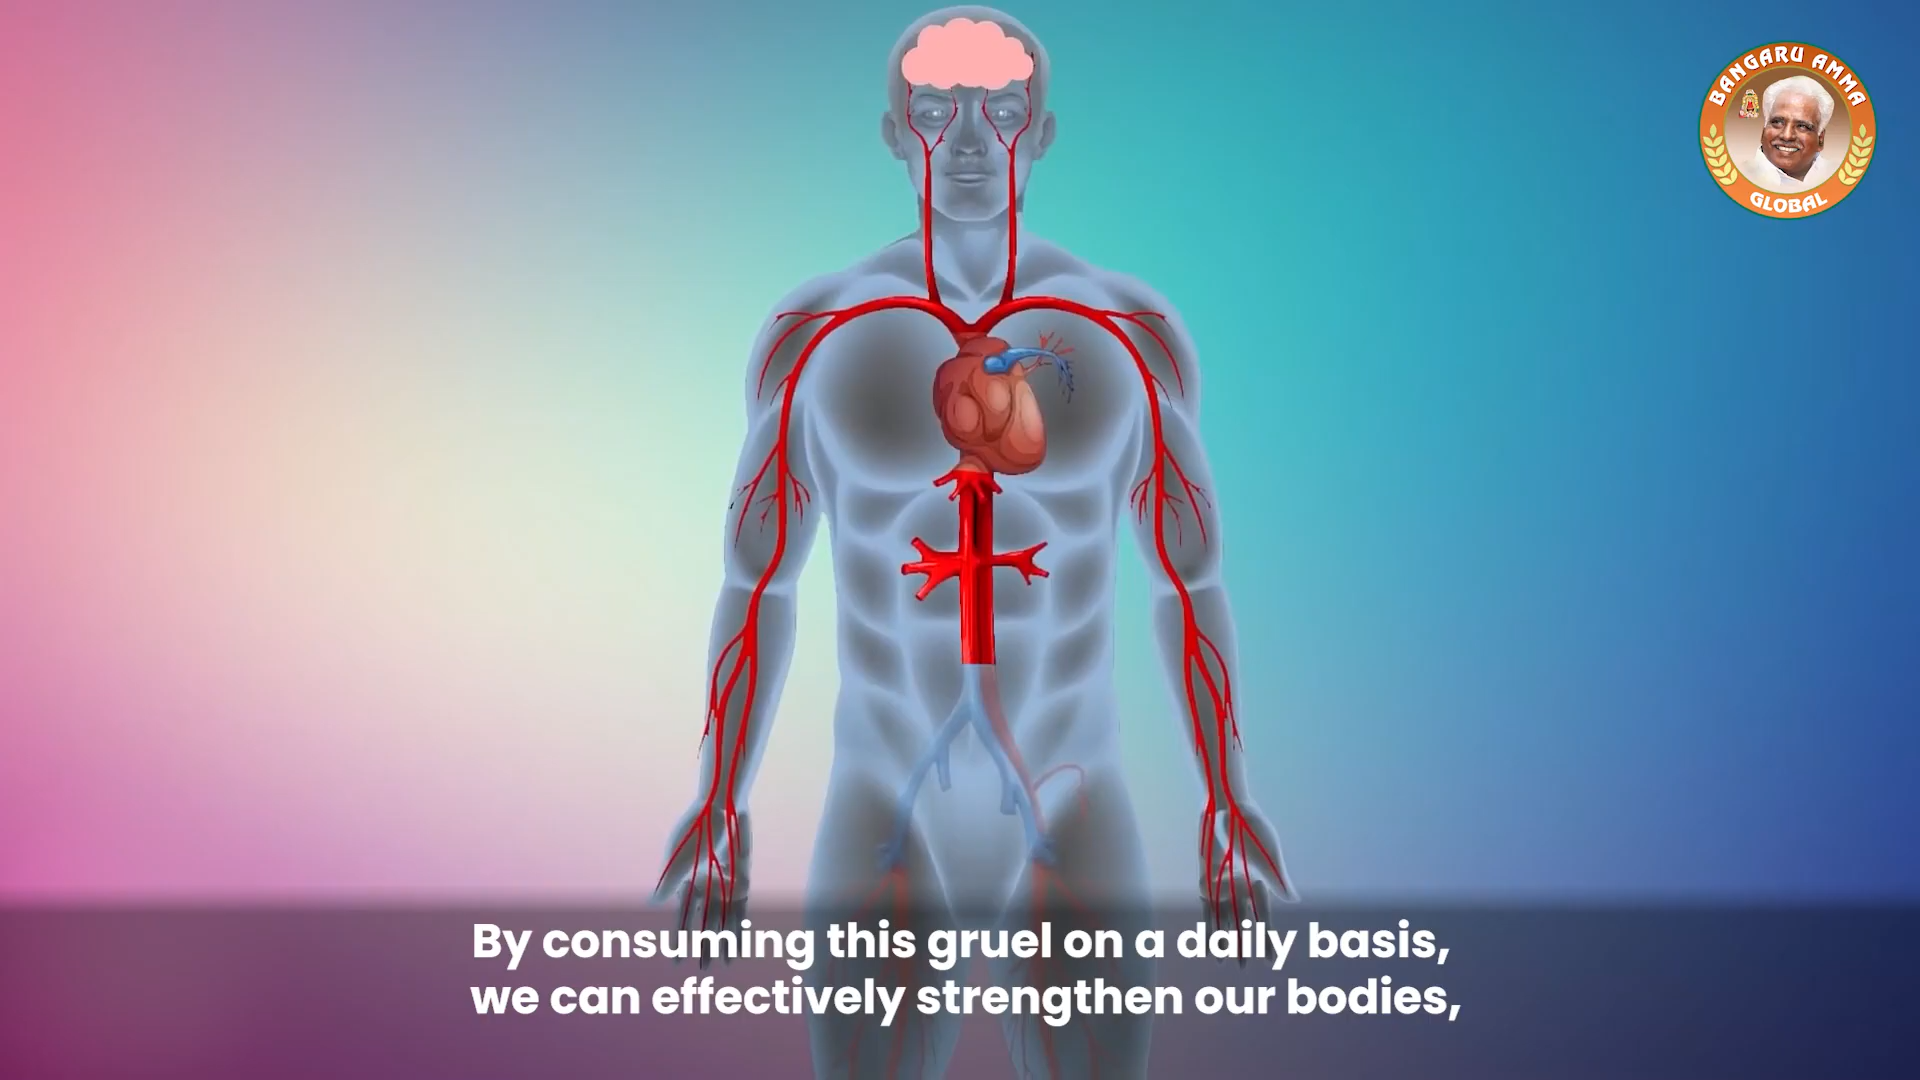 BANGARU AMMA
GLOBAL
By consuming this gruel on a daily basis,
we can effectively strengthen our bodies,